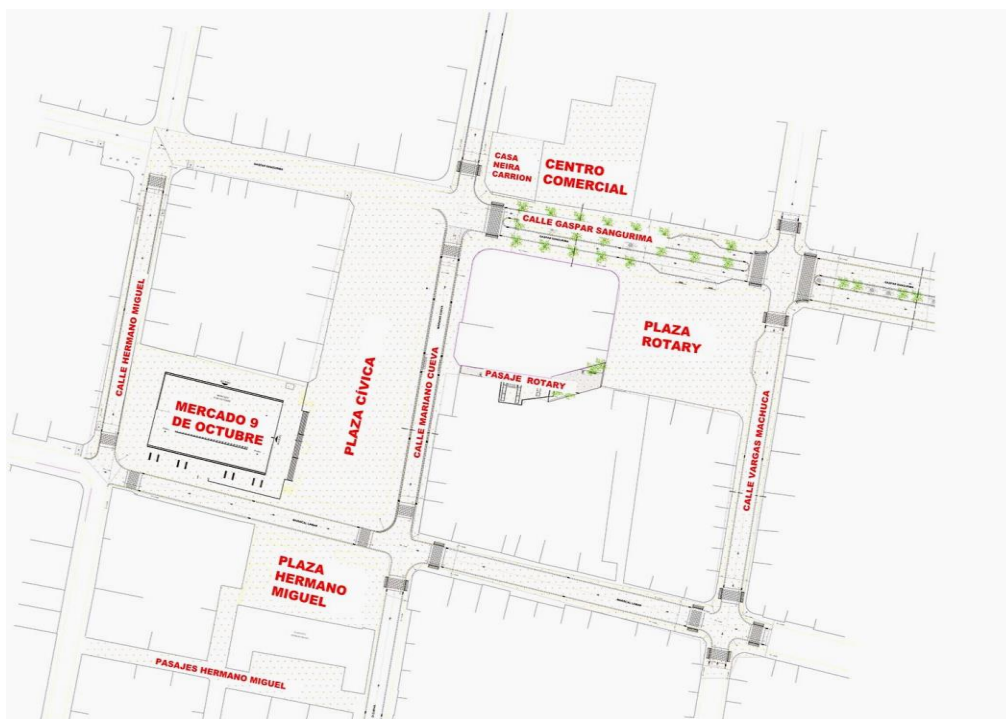 CASA
NEIRA
CARRION
CENTRO
COMERCIAL
CALLE GASPAR SANGURIMA
CALLE HERMANO MIGUEL
PLAZA CÍVICA
CALLE MARIANO CUEVA
PLAZA
ROTARY
PASAJE ROTARY
CALLE VARGAS MACHUCA
MERCADO 9
DE OCTUBRE
PLAZA
HERMANO
MIGUEL
PASAJES HERMANO MIGUEL